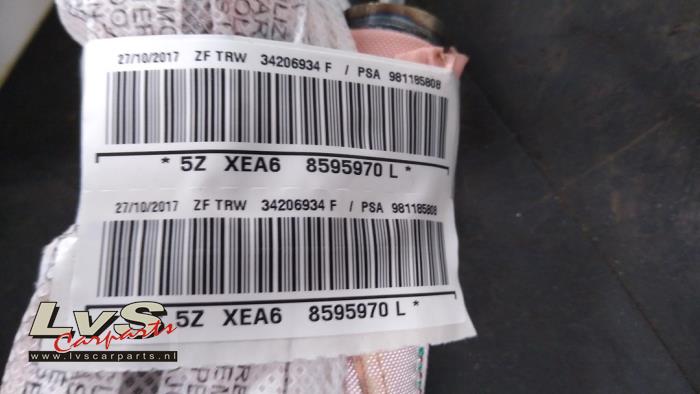 27/10/2017 ZF TRW 34206934 F / PSA 981185808
* 5Z XEA6 8595970 L *
27/10/2017 ZF TRW 34206934 F / PSA 981185808
* 5Z XEA6 8595970 L *
LvS
Carparts
www.lvscarparts.nl